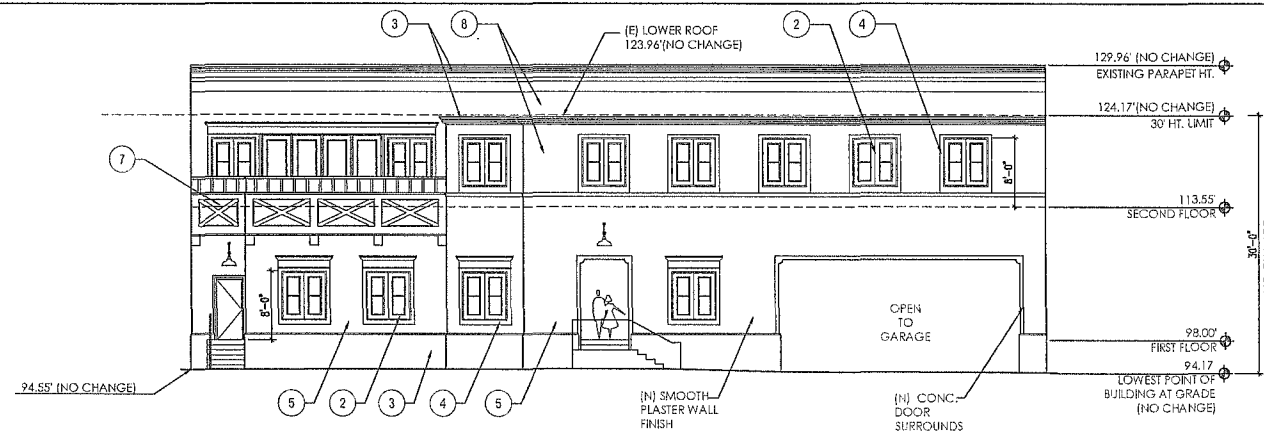 3
8
(E) LOWER ROOF
123.96'(NO CHANGE)
2
4
129.96' (NO CHANGE)
EXISTING PARAPET HT.
124.17'(NO CHANGE)
30' HT. LIMIT
7
8'-0"
113.55'
SECOND FLOOR
30'-0"
8'-0"
OPEN
TO
GARAGE
98.00'
FIRST FLOOR
94.17
LOWEST POINT OF
BUILDING AT GRADE
(NO CHANGE)
94.55' (NO CHANGE)
5
2
3
4
5
(N) SMOOTH
PLASTER WALL
FINISH
(N) CONC.
DOOR
SURROUNDS